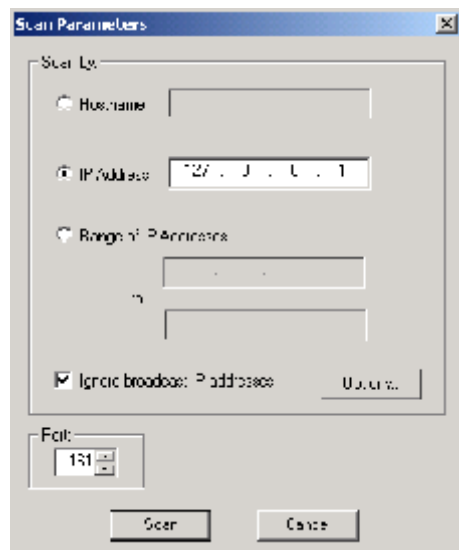 Scan Parameters
Scan by:
Hostname
IP Address 127 . 0 . 0 . 1
Range of IP Addresses
to
Ignore broadcast IP addresses Options...
Port:
161
Scan Cancel